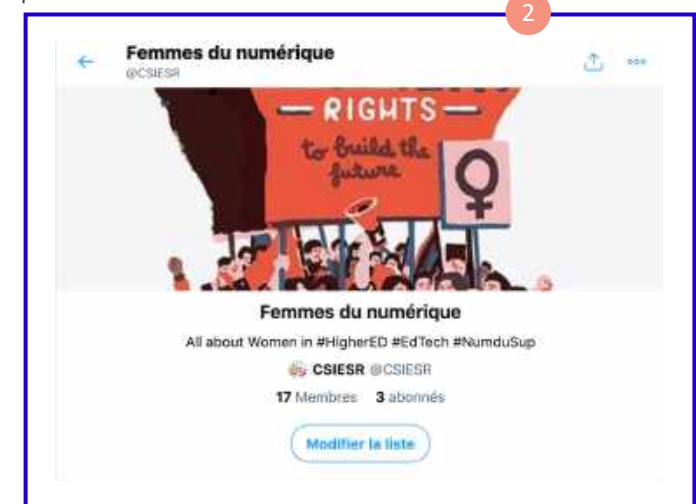 2
Femmes du numérique
@CSIESR
RIGHTS
to build the
future
Femmes du numérique
All about Women in #HigherED #EdTech #NumduSup
CSIESR @CSIESR
17 Membres 3 abonnés
Modifier la liste